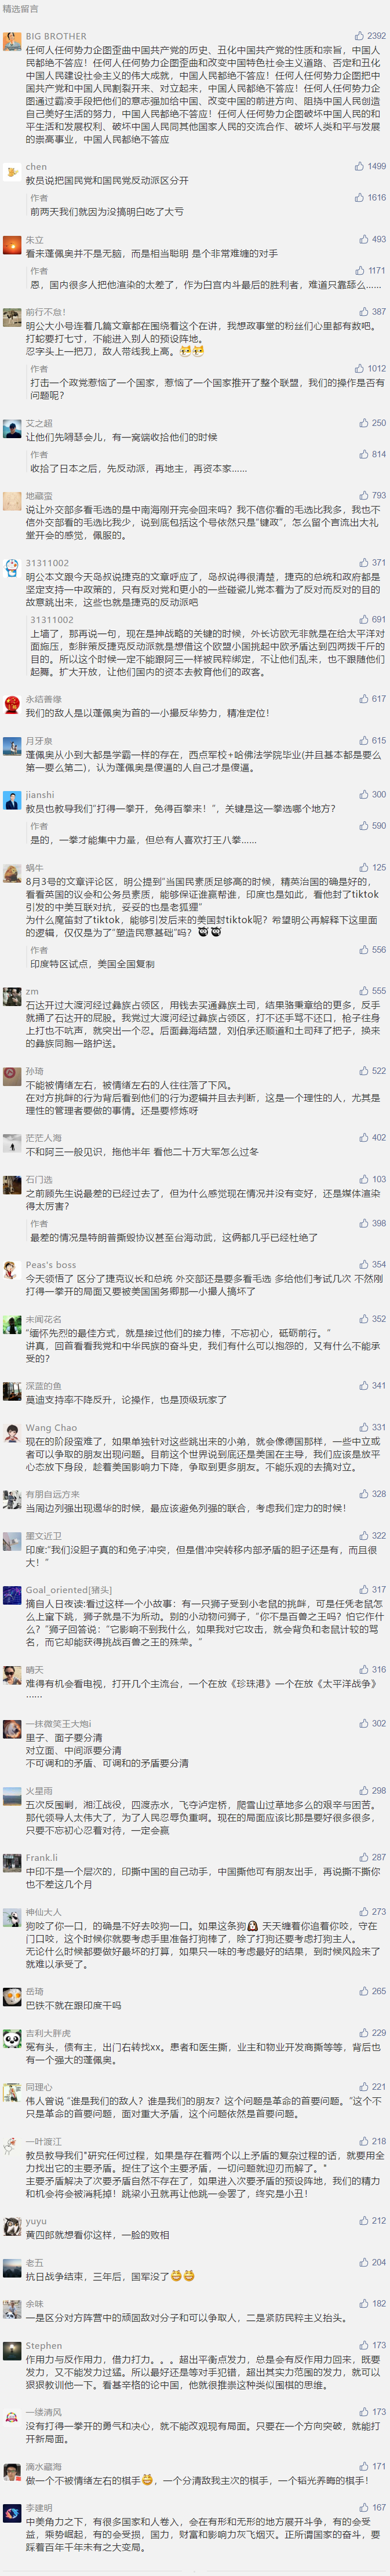 精选留言
BIG BROTHER 2392
任何人任何势力企图歪曲中国共产党的历史、丑化中国共产党的性质和宗旨，中国人
民都绝不答应！任何人任何势力企图歪曲和改变中国特色社会主义道路、否定和丑化
中国人民建设社会主义的伟大成就，中国人民都绝不答应！任何人任何势力企图把中
国共产党和中国人民割裂开来、对立起来，中国人民都绝不答应！任何人任何势力企
图通过霸凌手段把他们的意志强加给中国、改变中国的前进方向、阻挠中国人民创造
自己美好生活的努力，中国人民都绝不答应！任何人任何势力企图破坏中国人民的和
平生活和发展权利、破坏中国人民同其他国家人民的交流合作、破坏人类和平与发展
的崇高事业，中国人民都绝不答应
chen 1499
教员说把国民党和国民党反动派区分开
作者 1616
前两天我们就因为没搞明白吃了大亏
朱立 493
看来蓬佩奥并不是无脑，而是相当聪明 是个非常难缠的对手
作者 1171
恩，国内很多人把他渲染的太差了，作为白宫内斗最后的胜利者，难道只靠舔么……
前行不怠！ 387
明公大小号连着几篇文章都在围绕着这个在讲，我想政事堂的粉丝们心里都有数吧。
打蛇要打七寸，不能进入别人的预设阵地。
忍字头上一把刀，敌人带线我上高。
作者 1012
打击一个政党惹恼了一个国家，惹恼了一个国家推开了整个联盟，我们的操作是否有
问题呢？
艾之超 250
让他们先嘚瑟会儿，有一窝端收拾他们的时候
作者 814
收拾了日本之后，先反动派，再地主，再资本家……
地藏蛮 793
说让外交部多看毛选的是中南海刚开完会回来吗？我不信你看的毛选比我多，我也不
信外交部看的毛选比我少，说到底包括这个号依然只是“键政”，怎么留个言流出大礼
堂开会的感觉，佩服的。
31311002 371
明公本文跟今天岛叔说捷克的文章呼应了，岛叔说得很清楚，捷克的总统和政府都是
坚定支持一中政策的，只有反对党和更小的一些碰瓷儿党本着为了反对而反对的目的
故意跳出来，这些也就是捷克的反动派吧
31311002 691
上墙了，那再说一句，现在是抻战略的关键的时候，外长访欧无非就是在给太平洋对
面施压，彭胖策反捷克反动派就是想借这个欧盟小国挑起中欧矛盾达到四两拨千斤的
目的。所以这个时候一定不能跟阿三一样被民粹绑定，不让他们乱来，也不跟随他们
起舞。扩大开放，让他们国内的资本去教育他们的政客。
永结善缘 617
我们的敌人是以蓬佩奥为首的一小撮反华势力，精准定位！
月牙泉 615
蓬佩奥从小到大都是学霸一样的存在，西点军校+哈佛法学院毕业(并且基本都是要么
第一要么第二)，认为蓬佩奥是傻逼的人自己才是傻逼。
jianshi 300
教员也教导我们“打得一拳开，免得百拳来！”，关键是这一拳选哪个地方？
作者 590
是的，一拳才能集中力量，但总有人喜欢打王八拳……
蜗牛 125
8月3号的文章评论区，明公提到“当国民素质足够高的时候，精英治国的确是好的，
看看英国的议会和公务员素质，能够保证谁赢帮谁，印度也是如此，看他封了tiktok
引发的中美互联对抗，妥妥的也是老狐狸”
为什么魔笛封了tiktok，能够引发后来的美国封tiktok呢？希望明公再解释下这里面
的逻辑，仅仅是为了“塑造民意基础”吗？
作者 556
印度特区试点，美国全国复制
zm 555
石达开过大渡河经过彝族占领区，用钱去买通彝族土司，结果骆秉章给的更多，反手
就捅了石达开的屁股。我党过大渡河经过彝族占领区，打不还手骂不还口，枪子往身
上打也不吭声，就突出一个忍。后面彝海结盟，刘伯承还顺道和土司拜了把子，换来
的彝族同胞一路护送。
孙琦 522
不能被情绪左右，被情绪左右的人往往落了下风。
在对方挑衅的行为背后看到他们的行为逻辑并且去判断，这是一个理性的人，尤其是
理性的管理者要做的事情。还是要修炼呀
茫茫人海 402
不和阿三一般见识，拖他半年 看他二十万大军怎么过冬
石门选 103
之前顾先生说最差的已经过去了，但为什么感觉现在情况并没有变好，还是媒体渲染
得太厉害？
作者 398
最差的情况是特朗普撕毁协议甚至台海动武，这俩都几乎已经杜绝了
Peas's boss 354
今天领悟了 区分了捷克议长和总统 外交部还是要多看毛选 多给他们考试几次 不然刚
打得一拳开的局面又要被美国国务卿那一小撮人搞坏了
未闻花名 352
“缅怀先烈的最佳方式，就是接过他们的接力棒，不忘初心，砥砺前行。”
讲真，回首看看我党和中华民族的奋斗史，我们有什么可以抱怨的，又有什么不能承
受的？
深蓝的鱼 341
莫迪支持率不降反升，论操作，也是顶级玩家了
Wang Chao 331
现在的阶段蛮难了，如果单独针对这些跳出来的小弟，就会像德国那样，一些中立或
者可以争取的朋友出现问题。目前这个世界说到底还是美国在主导，我们应该是放平
心态放下身段，趁着美国影响力下降，争取到更多朋友。不能乐观的去搞对立。
有朋自远方来 328
当周边列强出现遏华的时候，最应该避免列强的联合，考虑我们定力的时候！
墨文近卫 322
印度:“我们没胆子真的和兔子冲突，但是借冲突转移内部矛盾的胆子还是有，而且很
大！”
Goal_oriented[猪头] 317
摘自人日夜读:看过这样一个小故事：有一只狮子受到小老鼠的挑衅，可是任凭老鼠怎
么上窜下跳，狮子就是不为所动。别的小动物问狮子，“你不是百兽之王吗？怕它作什
么？”狮子回答说：“它影响不到我什么，如果我对它攻击，就会背负和老鼠计较的骂
名，而它却能获得挑战百兽之王的殊荣。”
晴天 316
难得有机会看电视，打开几个主流台，一个在放《珍珠港》一个在放《太平洋战争》
……
一抹微笑王大炮i 302
里子、面子要分清
对立面、中间派要分清
不可调和的矛盾、可调和的矛盾要分清
火星雨 298
五次反围剿，湘江战役，四渡赤水，飞夺泸定桥，爬雪山过草地多么的艰辛与困苦。
那代领导人太伟大了，为了人民忍辱负重啊。现在的局面应该比那是要好很多很多，
只要不忘初心忍着对待，一定会赢
Frank.li 287
中印不是一个层次的，印撕中国的自己动手，中国撕他可有朋友出手，再说撕不撕你
也不差这几个月
神仙大人 273
狗咬了你一口，的确是不好去咬狗一口。如果这条狗 天天缠着你追着你咬，守在
门口咬，这个时候你就要考虑手里准备打狗棒了，除了打狗还要考虑打狗主人。
无论什么时候都要做好最坏的打算，如果只一味的考虑最好的结果，到时候风险来了
就难以承受了。
岳琦 265
巴铁不就在跟印度干吗
吉利大胖虎 229
冤有头，债有主，出门右转找xx。患者和医生撕，业主和物业开发商撕等等，背后也
有一个强大的蓬佩奥。
同理心 221
伟人曾说 “谁是我们的敌人？谁是我们的朋友？这个问题是革命的首要问题。”这个不
只是革命的首要问题，面对重大矛盾，这个问题依然是首要问题。
一叶渡江 218
教员教导我们“研究任何过程，如果是存在着两个以上矛盾的复杂过程的话，就要用全
力找出它的主要矛盾。捉住了这个主要矛盾，一切问题就迎刃而解了。”
主要矛盾解决了次要矛盾自然不存在了，如果进入次要矛盾的预设阵地，我们的精力
和机会将会被消耗掉！跳梁小丑就再让他跳一会罢了，终究是小丑！
yuyu 212
黄四郎就想看你这样，一脸的败相
老五 204
抗日战争结束，三年后，国军没了
余味 182
一是区分对方阵营中的顽固敌对分子和可以争取人，二是紧防民粹主义抬头。
Stephen 173
作用力与反作用力，借力打力。。。超出平衡点发力，总是会有反作用力回来，既要
发力，又不能发力过猛。所以最好还是等对手犯错，超出其实力范围的发力，就可以
狠狠教训他一下。看基辛格的论中国，他就很推崇这种类似围棋的思维。
一缕清风 173
没有打得一拳开的勇气和决心，就不能改观现有局面。只要在一个方向突破，就能打
开新局面。
滴水藏海 171
做一个不被情绪左右的棋手，一个分清敌我主次的棋手，一个韬光养晦的棋手！
李建明 167
中美角力之下，有很多国家和人卷入，会在有形和无形的地方展开斗争，有的会受
益，乘势崛起，有的会受损，国力，财富和影响力灰飞烟灭。正所谓国家的奋斗，要
踩着百年千年未有之大变局。